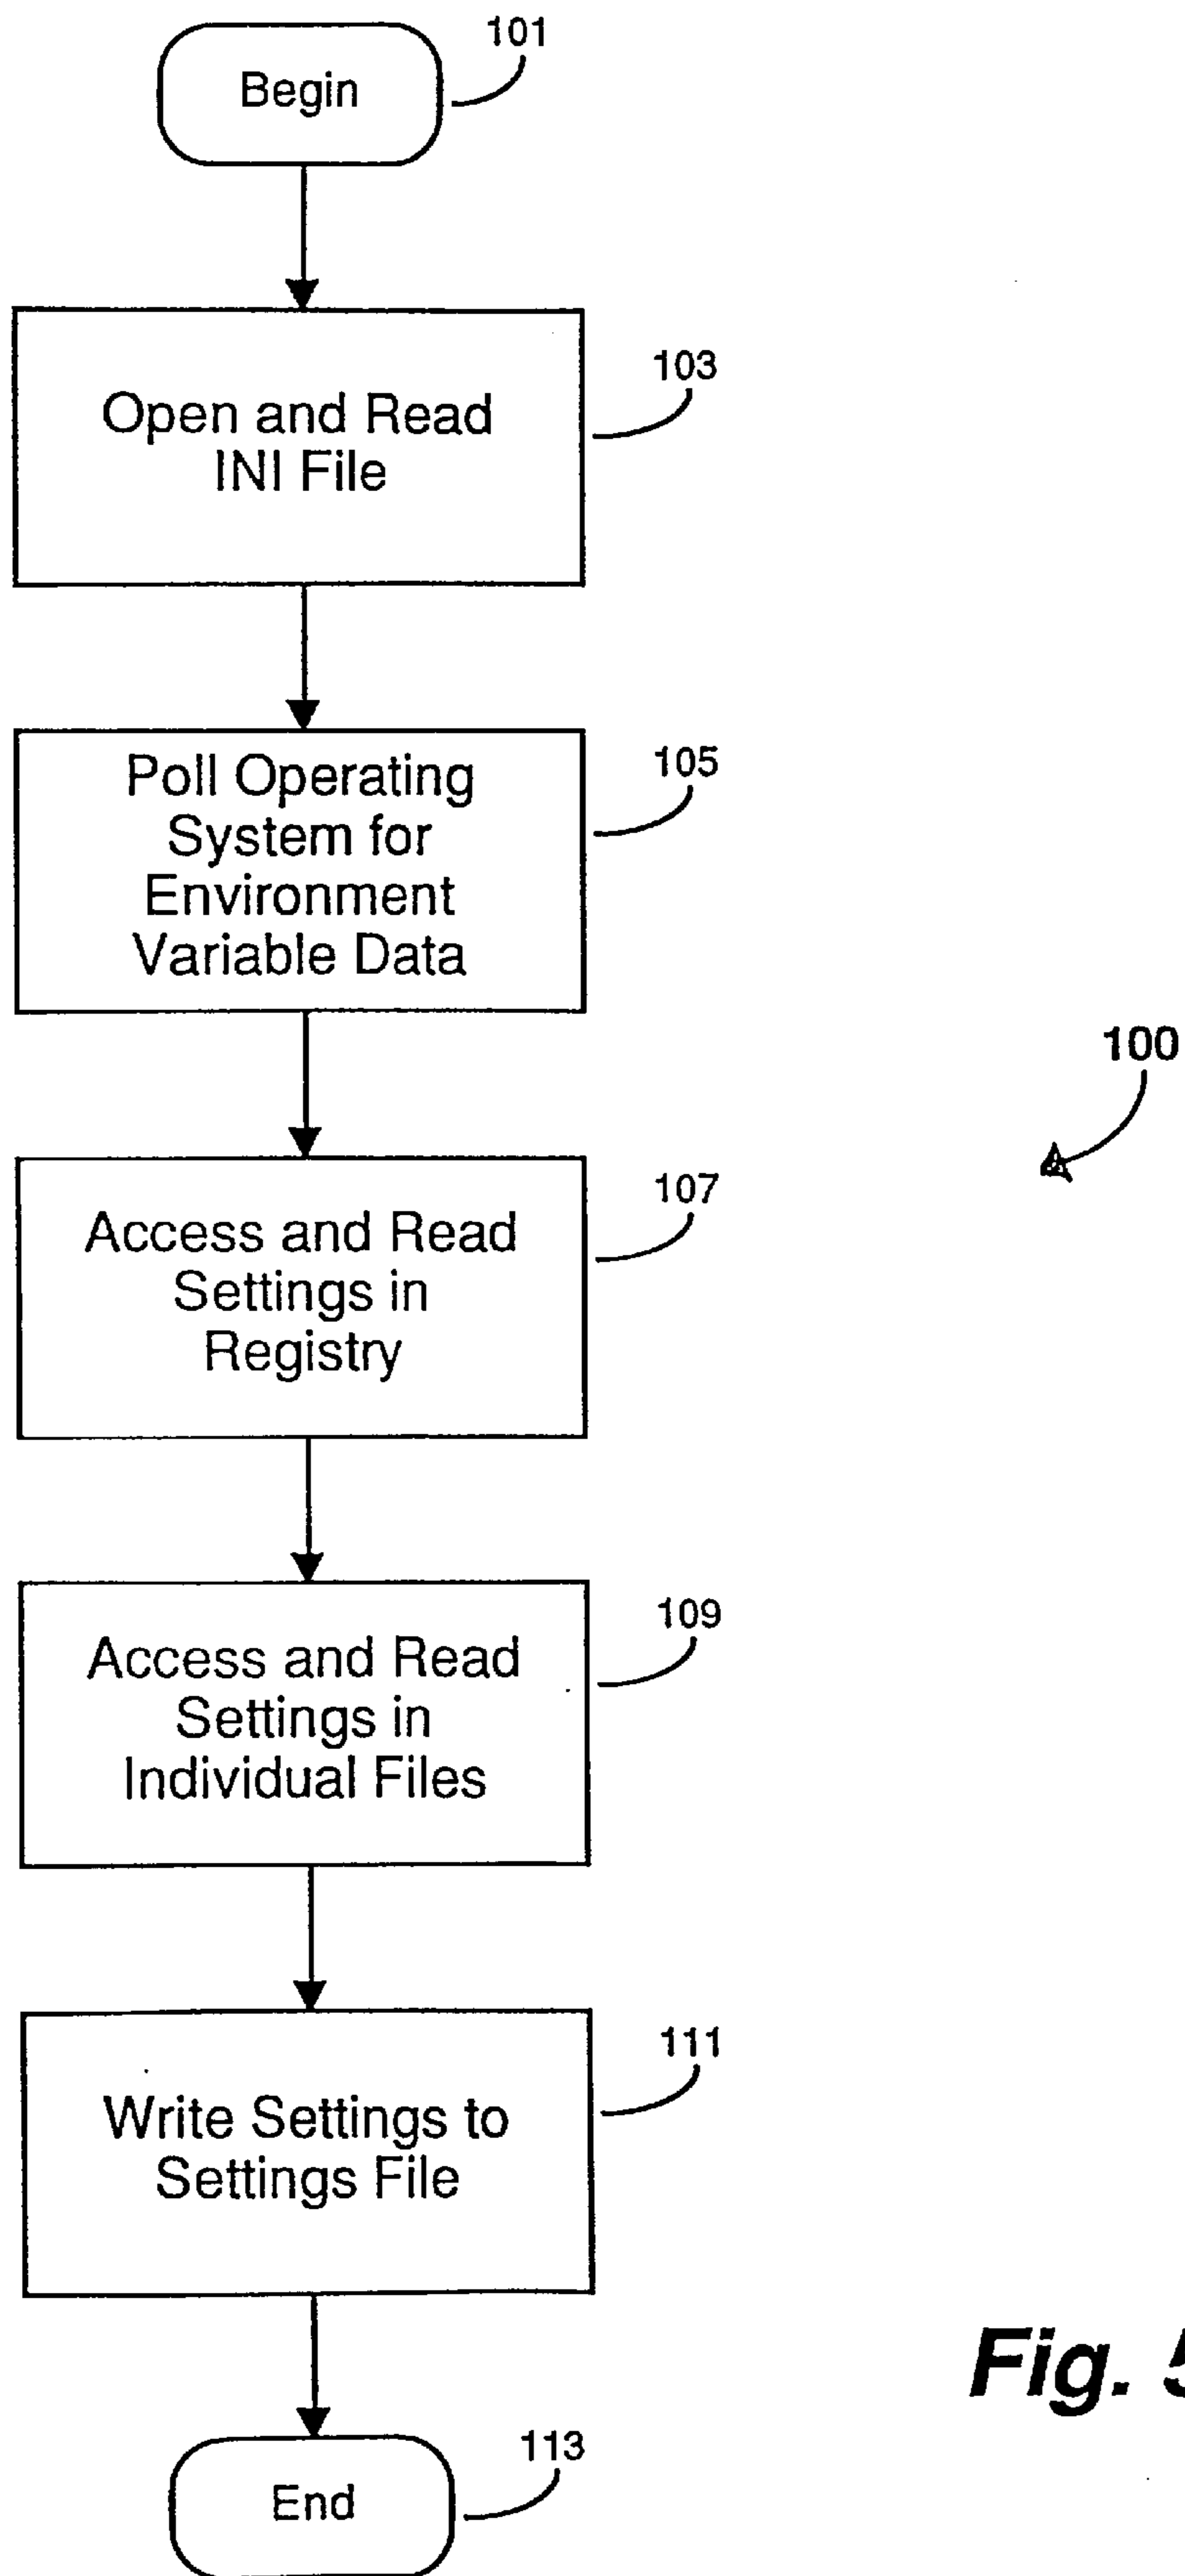 101
Begin
103
Open and Read
INI File
105
Poll Operating
System for
Environment
Variable Data
100
107
Access and Read
Settings in
Registry
109
Access and Read
Settings in
Individual Files
111
Write Settings to
Settings File
Fig. 5
113
End